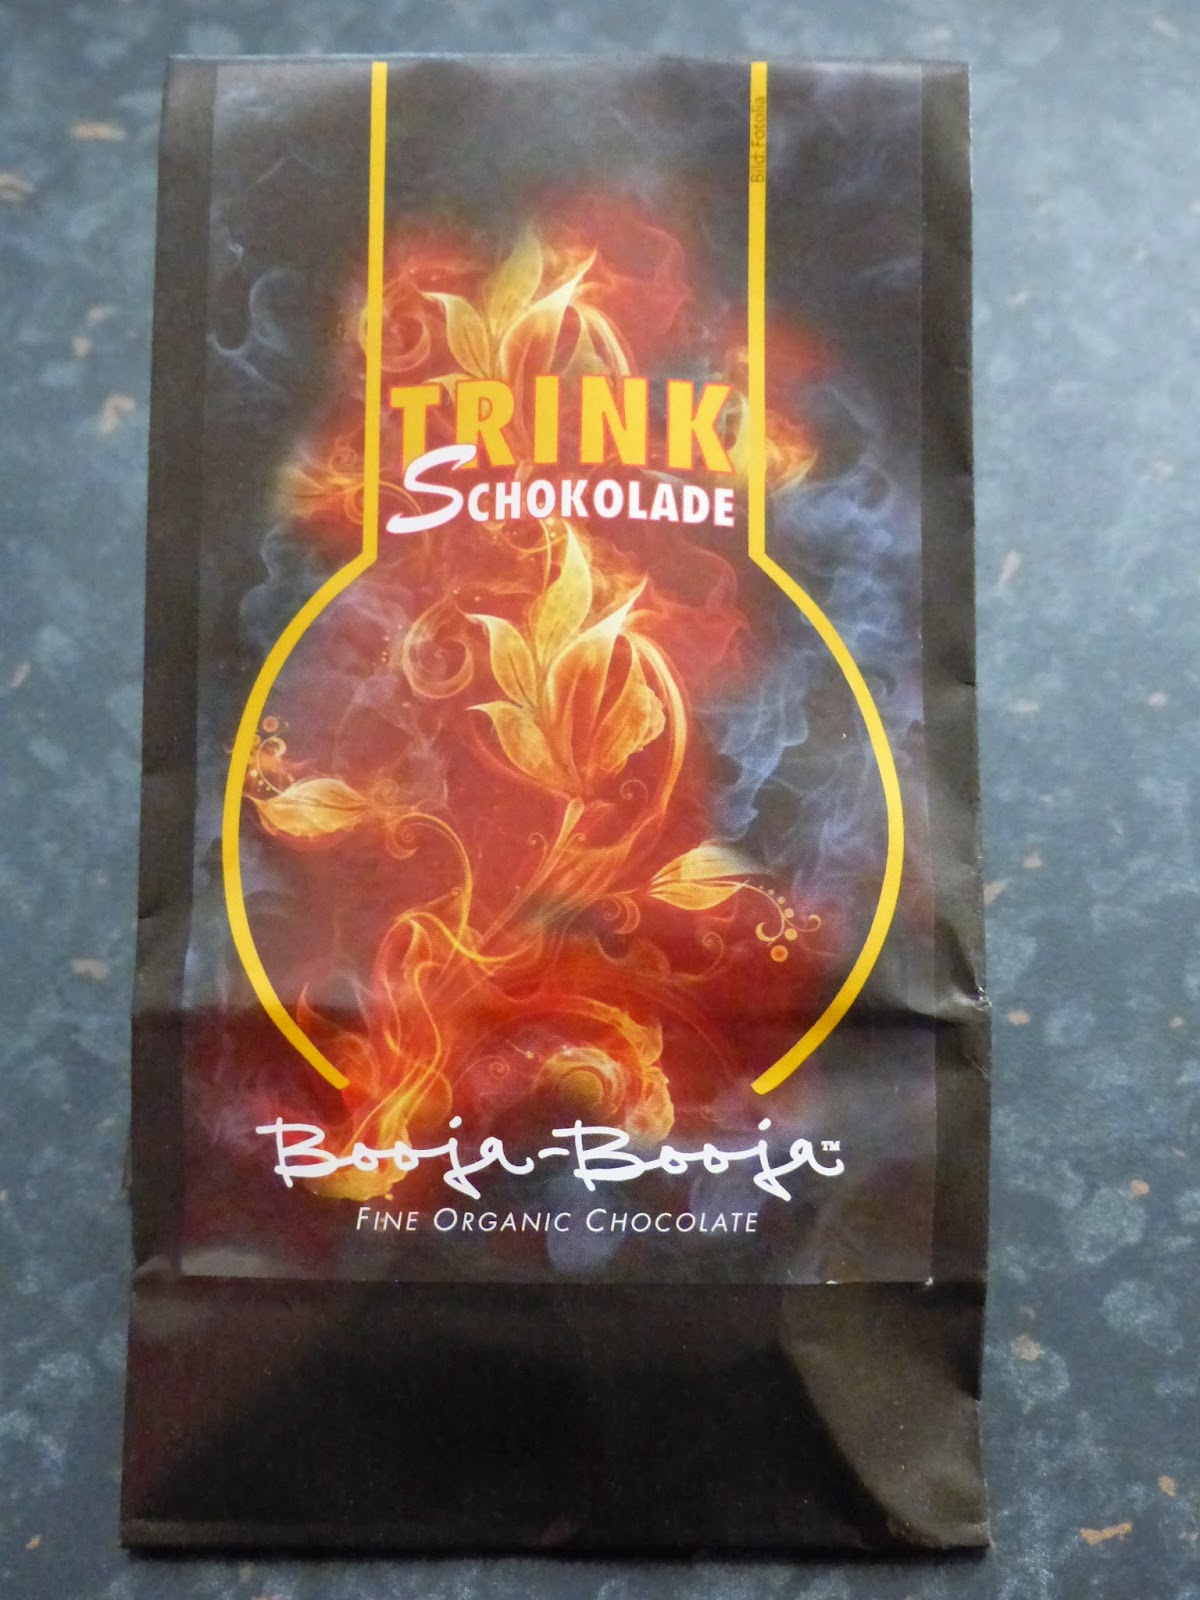 Bild: Fotolia
TRINK
SCHOKOLADE
Booja-Booja™
FINE ORGANIC CHOCOLATE